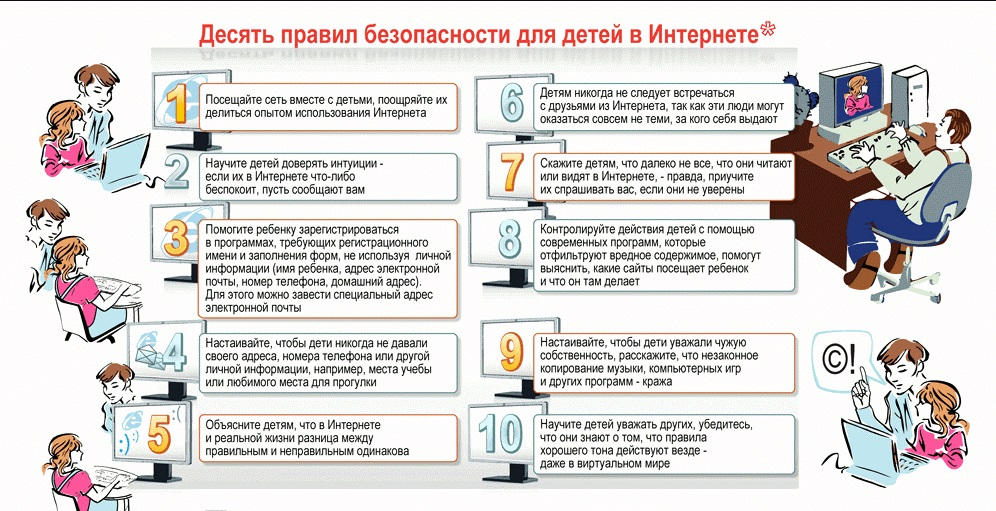 Десять правил безопасности для детей в Интернете*
1
Посещайте сеть вместе с детьми, поощряйте их
делиться опытом использования Интернета
2
Научите детей доверять интуиции -
если их в Интернете что-либо
беспокоит, пусть сообщают вам
3
Помогите ребенку зарегистрироваться
в программах, требующих регистрационного
имени и заполнения форм, не используя личной
информации (имя ребенка, адрес электронной
почты, номер телефона, домашний адрес).
Для этого можно завести специальный адрес
электронной почты
4
Настаивайте, чтобы дети никогда не давали
своего адреса, номера телефона или другой
личной информации, например, места учебы
или любимого места для прогулки
5
Объясните детям, что в Интернете
и реальной жизни разница между
правильным и неправильным одинакова
6
Детям никогда не следует встречаться
с друзьями из Интернета, так как эти люди могут
оказаться совсем не теми, за кого себя выдают
7
Скажите детям, что далеко не все, что они читают
или видят в Интернете, - правда, приучите
их спрашивать вас, если они не уверены
8
Контролируйте действия детей с помощью
современных программ, которые
отфильтруют вредное содержимое, помогут
выяснить, какие сайты посещает ребенок
и что он там делает
9
Настаивайте, чтобы дети уважали чужую
собственность, расскажите, что незаконное
копирование музыки, компьютерных игр
и других программ - кража
10
Научите детей уважать других, убедитесь,
что они знают о том, что правила
хорошего тона действуют везде -
даже в виртуальном мире
©!